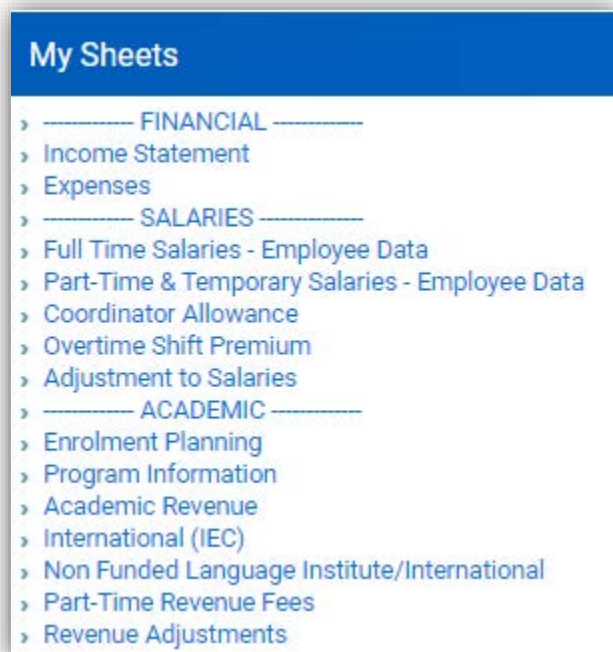 My Sheets
› ------------- FINANCIAL -------------
› Income Statement
› Expenses
› ------------- SALARIES ---------------
› Full Time Salaries - Employee Data
› Part-Time & Temporary Salaries - Employee Data
› Coordinator Allowance
› Overtime Shift Premium
› Adjustment to Salaries
› ------------- ACADEMIC -------------
› Enrolment Planning
› Program Information
› Academic Revenue
› International (IEC)
› Non Funded Language Institute/International
› Part-Time Revenue Fees
› Revenue Adjustments